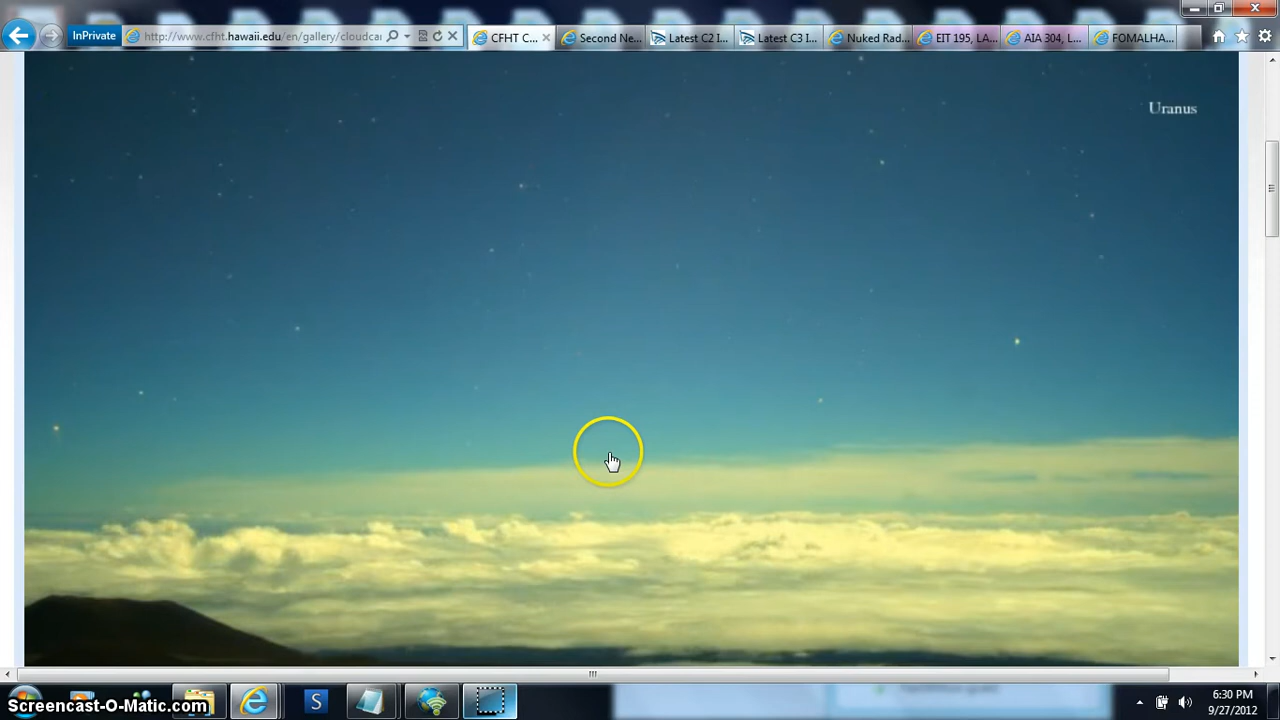 InPrivate
http://www.cfht.hawaii.edu/en/gallery/cloudcar
CFHT C...
Second Ne...
Latest C2 I...
Latest C3 I...
Nuked Rad...
EIT 195, LA...
AIA 304, L...
FOMALHA...
Uranus
S
6:30 PM
9/27/2012
Screencast-O-Matic.com